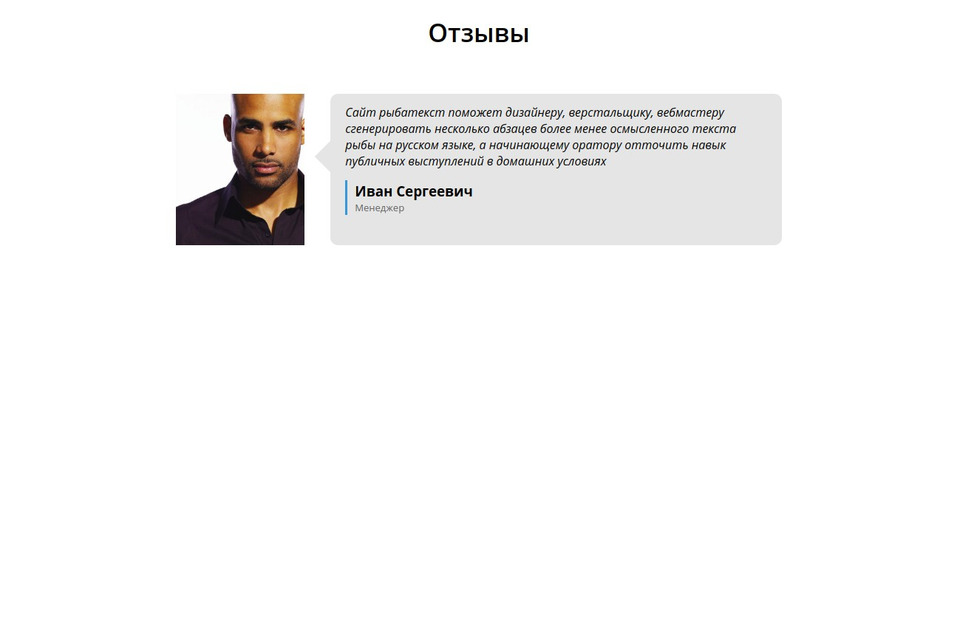 Отзывы
Сайт рыбатекст поможет дизайнеру, верстальщику, вебмастеру
сгенерировать несколько абзацев более менее осмысленного текста
рыбы на русском языке, а начинающему оратору отточить навык
публичных выступлений в домашних условиях
Иван Сергеевич
Менеджер